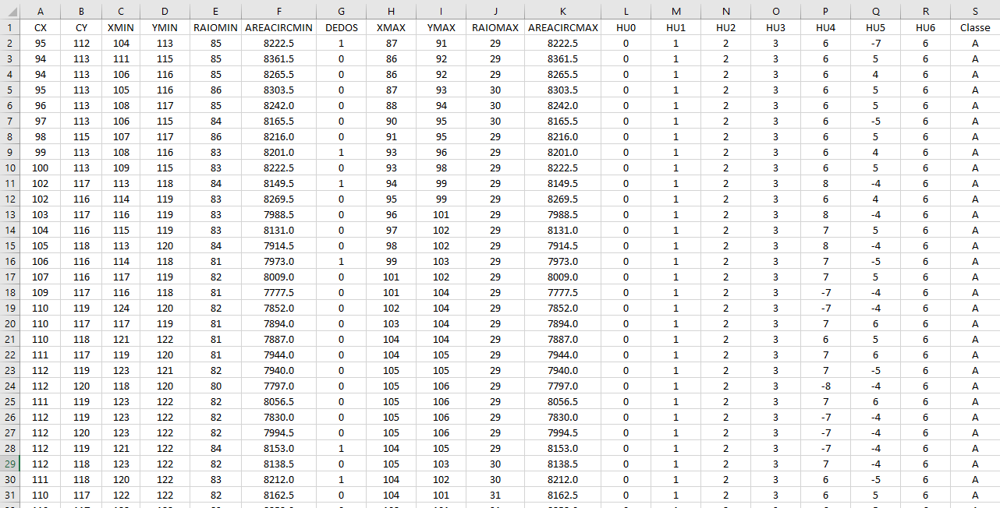 A B C D E F G H I J K L M N O P Q R S
1 CX CY XMIN YMIN RAIOMIN AREACIRCMIN DEDOS XMAX YMAX RAIOMAX AREACIRCMAX HU0 HU1 HU2 HU3 HU4 HU5 HU6 Classe
2 95 112 104 113 85 8222.5 1 87 91 29 8222.5 0 1 2 3 6 -7 6 A
3 94 113 111 115 85 8361.5 0 86 92 29 8361.5 0 1 2 3 6 5 6 A
4 94 113 106 116 85 8265.5 0 86 92 29 8265.5 0 1 2 3 6 4 6 A
5 95 113 105 116 86 8303.5 0 87 93 30 8303.5 0 1 2 3 6 5 6 A
6 96 113 108 117 85 8242.0 0 88 94 30 8242.0 0 1 2 3 6 5 6 A
7 97 113 106 115 84 8165.5 0 90 95 30 8165.5 0 1 2 3 6 -5 6 A
8 98 115 107 117 86 8216.0 0 91 95 29 8216.0 0 1 2 3 6 5 6 A
9 99 113 108 116 83 8201.0 1 93 96 29 8201.0 0 1 2 3 6 4 6 A
10 100 113 109 115 83 8222.5 0 93 98 29 8222.5 0 1 2 3 6 5 6 A
11 102 117 113 118 84 8149.5 1 94 99 29 8149.5 0 1 2 3 8 -4 6 A
12 102 116 114 119 83 8269.5 0 95 99 29 8269.5 0 1 2 3 6 4 6 A
13 103 117 116 119 83 7988.5 0 96 101 29 7988.5 0 1 2 3 8 -4 6 A
14 104 116 115 119 83 8131.0 0 97 102 29 8131.0 0 1 2 3 7 5 6 A
15 105 118 113 120 84 7914.5 0 98 102 29 7914.5 0 1 2 3 8 -4 6 A
16 106 116 114 118 81 7973.0 1 99 103 29 7973.0 0 1 2 3 7 -5 6 A
17 107 116 117 119 82 8009.0 0 101 102 29 8009.0 0 1 2 3 7 5 6 A
18 109 117 116 118 81 7777.5 0 101 104 29 7777.5 0 1 2 3 -7 -4 6 A
19 110 119 124 120 82 7852.0 0 102 104 29 7852.0 0 1 2 3 -7 -4 6 A
20 110 117 117 119 81 7894.0 0 103 104 29 7894.0 0 1 2 3 7 6 6 A
21 110 118 121 122 81 7887.0 0 104 104 29 7887.0 0 1 2 3 6 5 6 A
22 111 117 119 120 81 7944.0 0 104 105 29 7944.0 0 1 2 3 7 6 6 A
23 112 119 123 121 82 7940.0 0 105 105 29 7940.0 0 1 2 3 7 -5 6 A
24 112 120 118 120 80 7797.0 0 105 106 29 7797.0 0 1 2 3 -8 -4 6 A
25 111 119 123 122 82 8056.5 0 105 106 29 8056.5 0 1 2 3 7 6 6 A
26 112 119 123 122 82 7830.0 0 105 106 29 7830.0 0 1 2 3 -7 -4 6 A
27 112 120 123 122 82 7994.5 0 105 106 29 7994.5 0 1 2 3 -7 -4 6 A
28 112 119 121 122 84 8153.0 1 104 105 29 8153.0 0 1 2 3 -7 -4 6 A
29 112 118 123 122 82 8138.5 0 105 103 30 8138.5 0 1 2 3 7 -4 6 A
30 111 118 120 122 83 8212.0 1 104 102 30 8212.0 0 1 2 3 6 -5 6 A
31 110 117 122 122 82 8162.5 0 104 101 31 8162.5 0 1 2 3 6 5 6 A